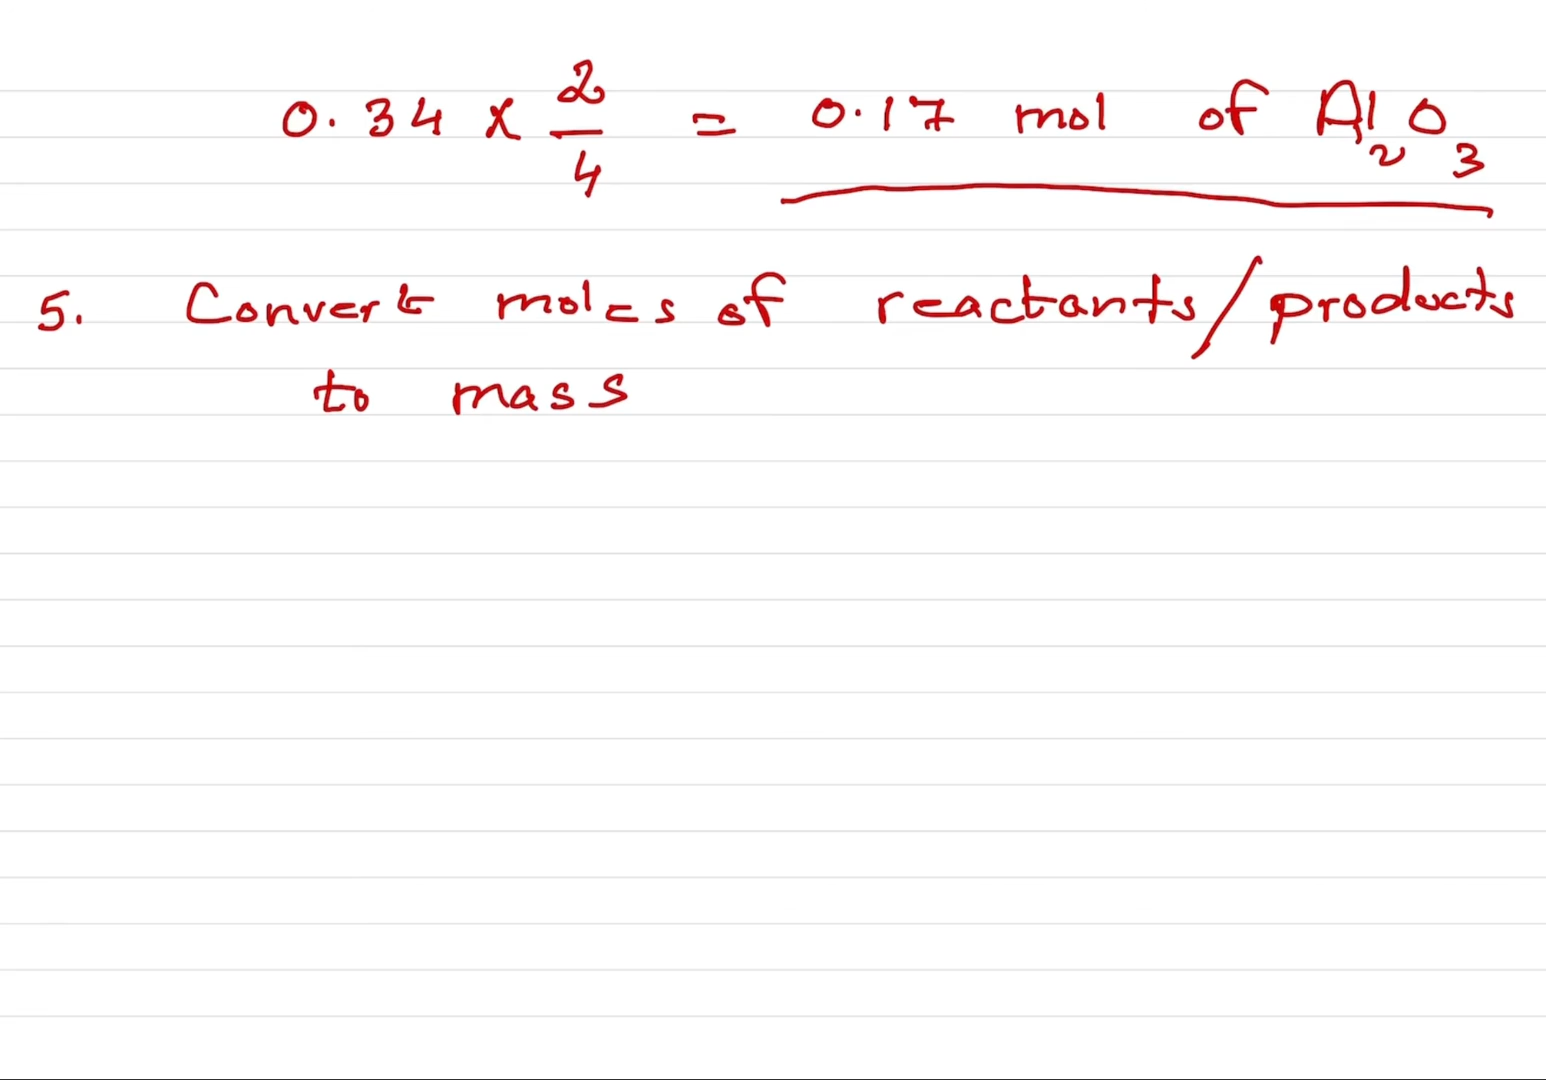 0.34 x 2/4 = 0.17 mol of Al₂O₃
5. Convert moles of reactants/products
to mass